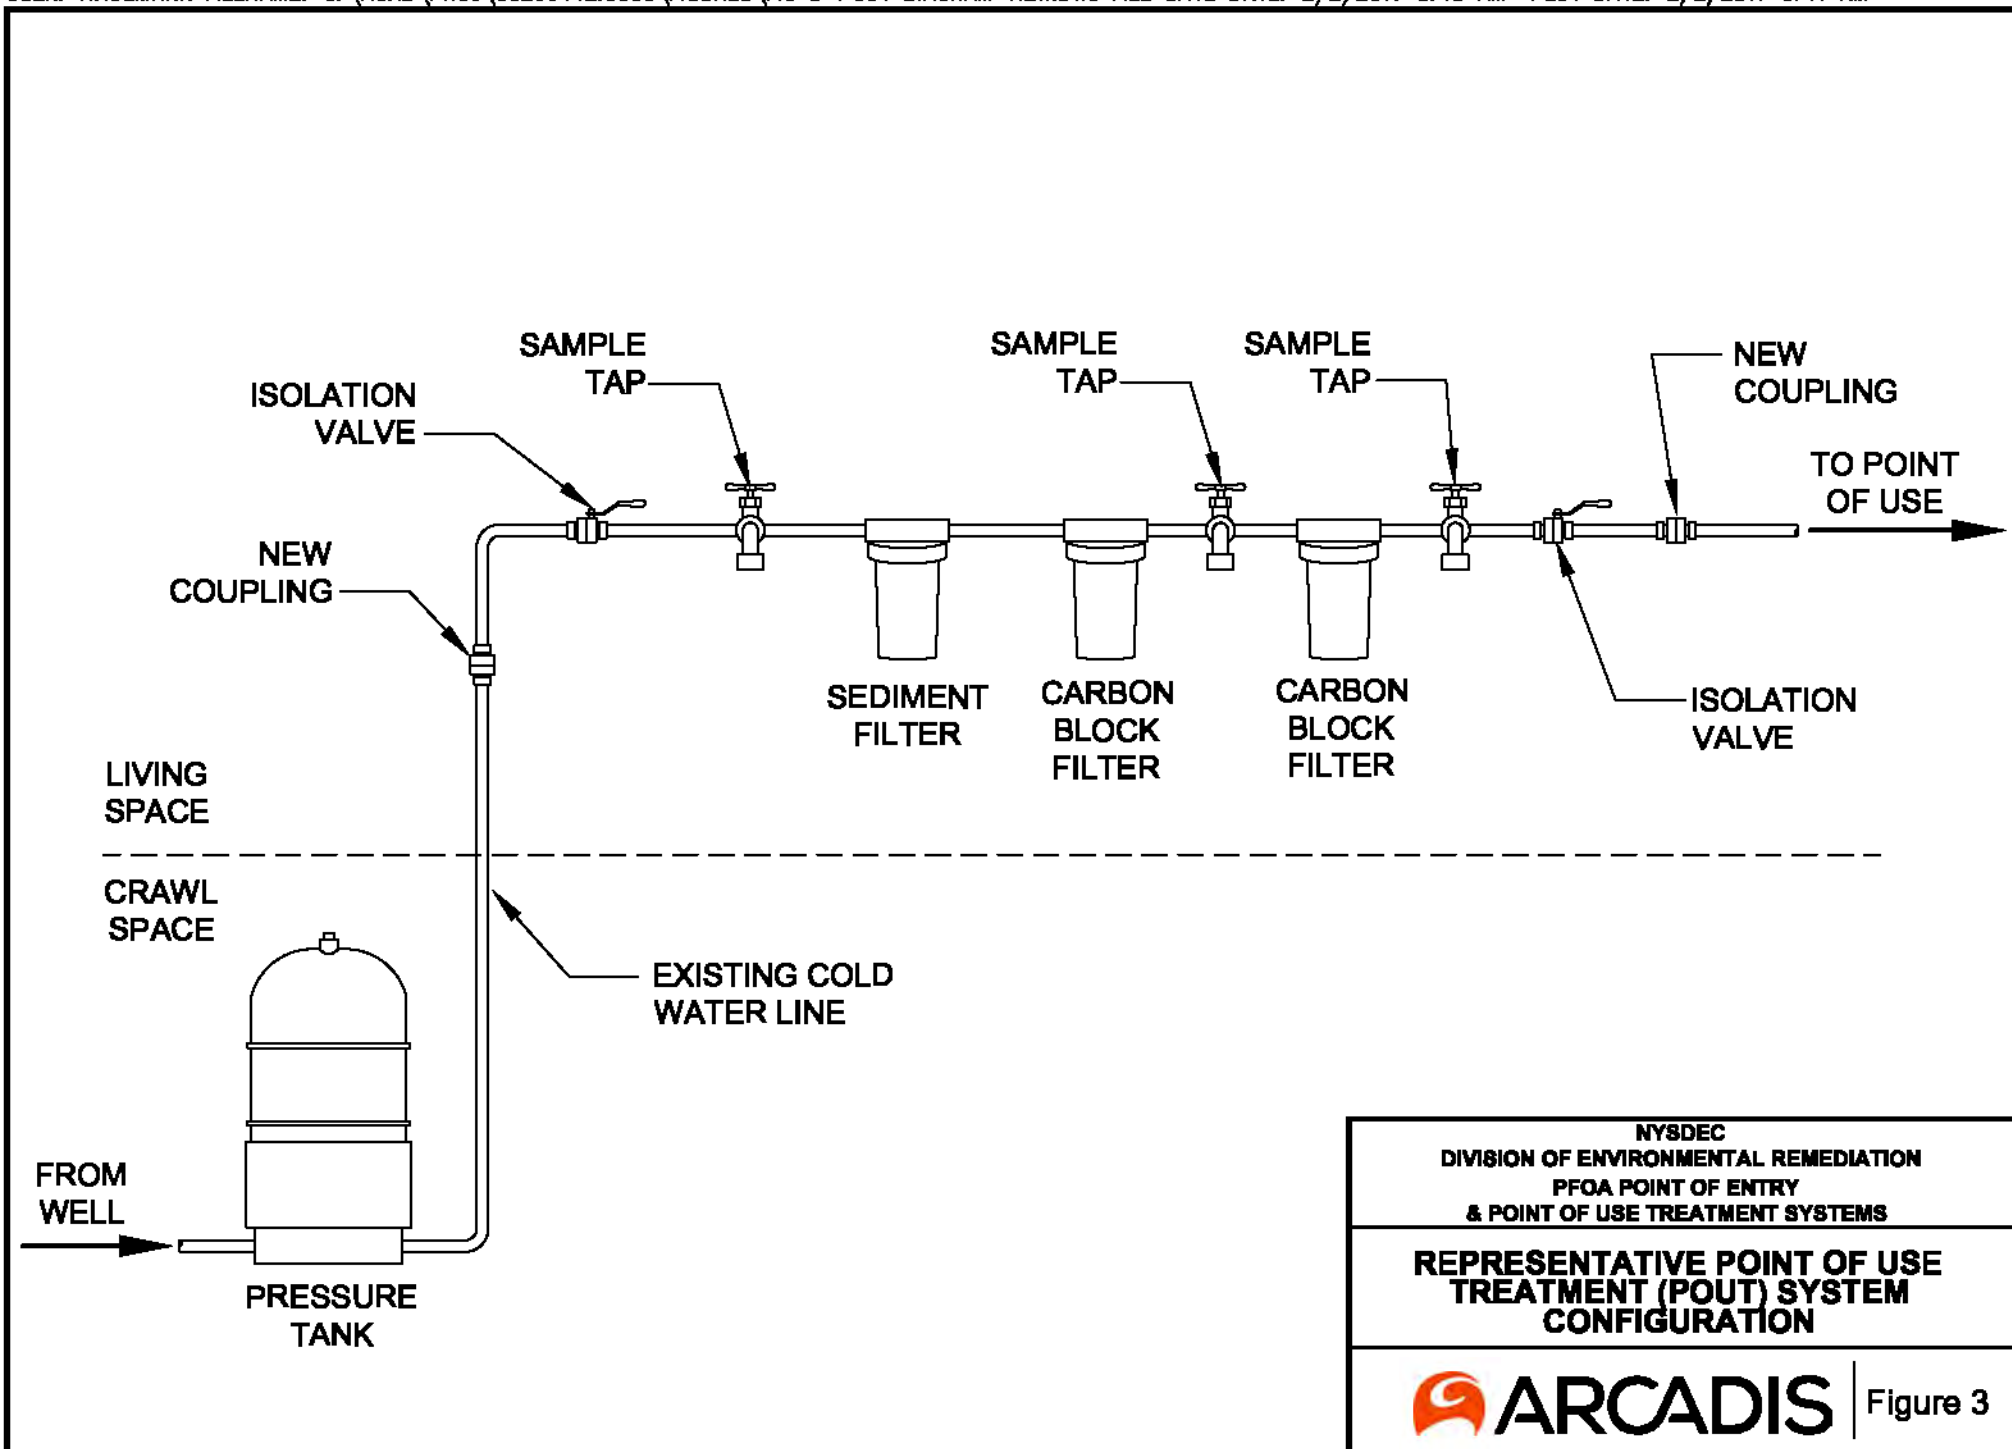 SAMPLE
TAP
SAMPLE
TAP
SAMPLE
TAP
NEW
COUPLING
ISOLATION
VALVE
TO POINT
OF USE
NEW
COUPLING
SEDIMENT
FILTER
CARBON
BLOCK
FILTER
CARBON
BLOCK
FILTER
ISOLATION
VALVE
LIVING
SPACE
CRAWL
SPACE
EXISTING COLD
WATER LINE
FROM
WELL
PRESSURE
TANK
NYSDEC
DIVISION OF ENVIRONMENTAL REMEDIATION
PFOA POINT OF ENTRY
& POINT OF USE TREATMENT SYSTEMS
REPRESENTATIVE POINT OF USE
TREATMENT (POUT) SYSTEM
CONFIGURATION
ARCADIS
Figure 3